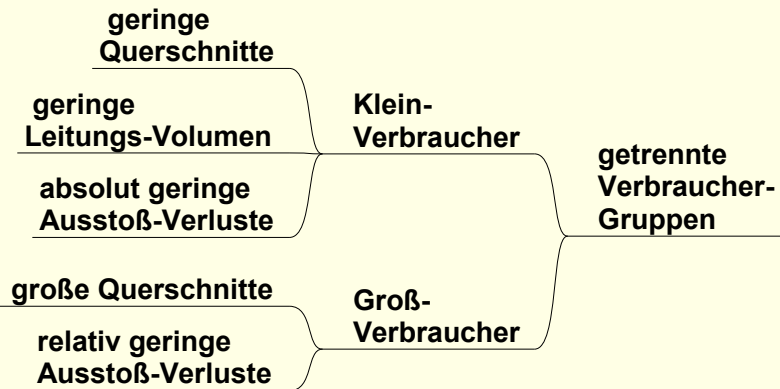 geringe
Querschnitte
geringe
Leitungs-Volumen
absolut geringe
Ausstoß-Verluste
Klein-
Verbraucher
große Querschnitte
relativ geringe
Ausstoß-Verluste
Groß-
Verbraucher
getrennte
Verbraucher-
Gruppen